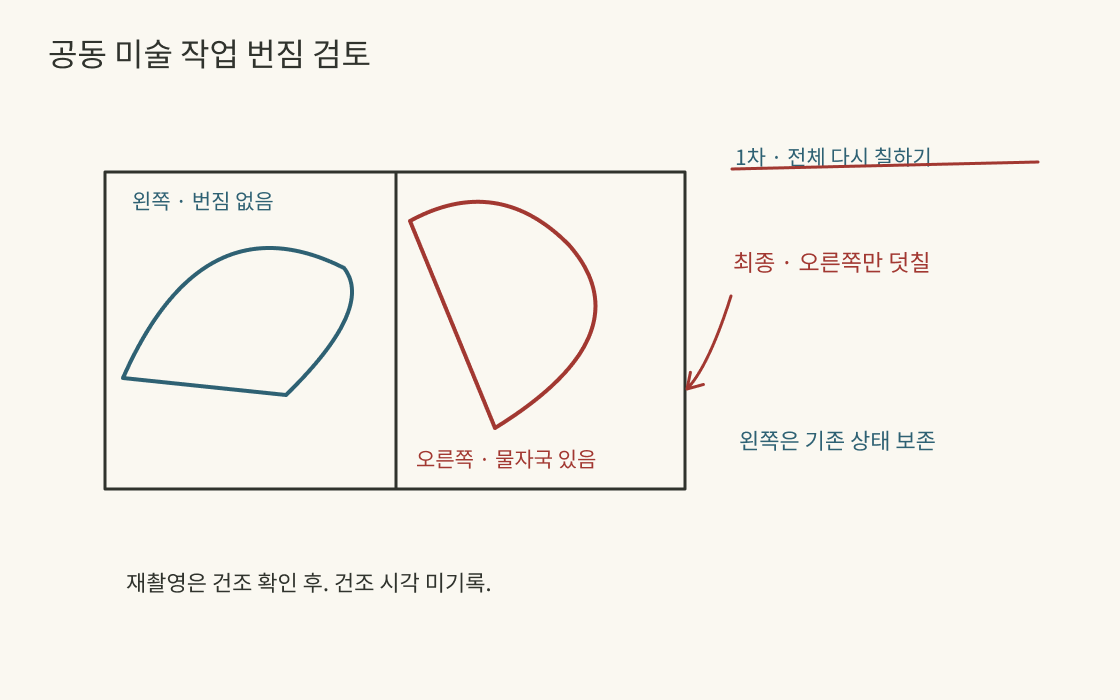 공동 미술 작업 번짐 검토
1차 · 전체 다시 칠하기
왼쪽 · 번짐 없음
최종 · 오른쪽만 덧칠
왼쪽은 기존 상태 보존
오른쪽 · 물자국 있음
재촬영은 건조 확인 후. 건조 시각 미기록.